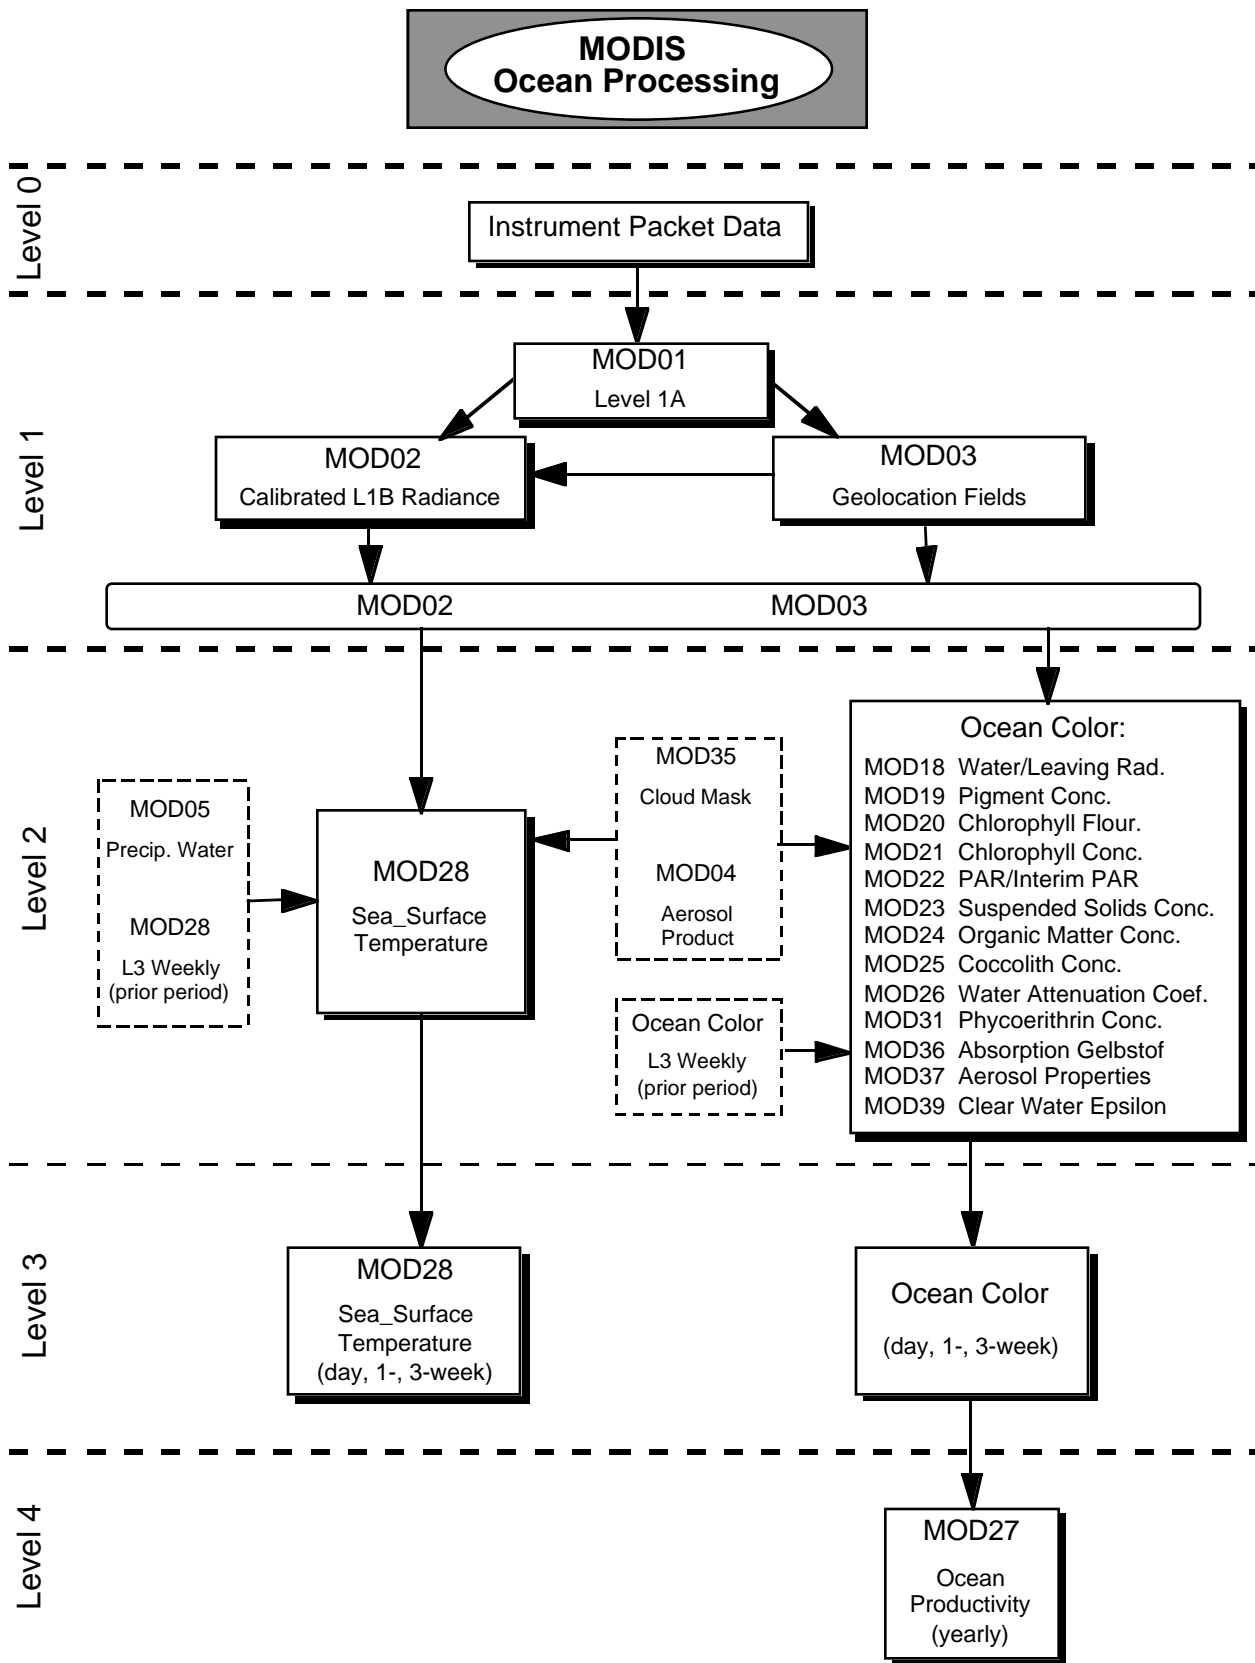 MODIS
Ocean Processing
Level 0
Instrument Packet Data
Level 1
MOD01
Level 1A
MOD02
Calibrated L1B Radiance
MOD03
Geolocation Fields
MOD02
MOD03
Level 2
MOD05
Precip. Water
MOD28
L3 Weekly
(prior period)
MOD28
Sea_Surface
Temperature
MOD35
Cloud Mask
MOD04
Aerosol
Product
Ocean Color
L3 Weekly
(prior period)
Ocean Color:
MOD18 Water/Leaving Rad.
MOD19 Pigment Conc.
MOD20 Chlorophyll Flour.
MOD21 Chlorophyll Conc.
MOD22 PAR/Interim PAR
MOD23 Suspended Solids Conc.
MOD24 Organic Matter Conc.
MOD25 Coccolith Conc.
MOD26 Water Attenuation Coef.
MOD31 Phycoerithrin Conc.
MOD36 Absorption Gelbstof
MOD37 Aerosol Properties
MOD39 Clear Water Epsilon
Level 3
MOD28
Sea_Surface
Temperature
(day, 1-, 3-week)
Ocean Color
(day, 1-, 3-week)
Level 4
MOD27
Ocean
Productivity
(yearly)